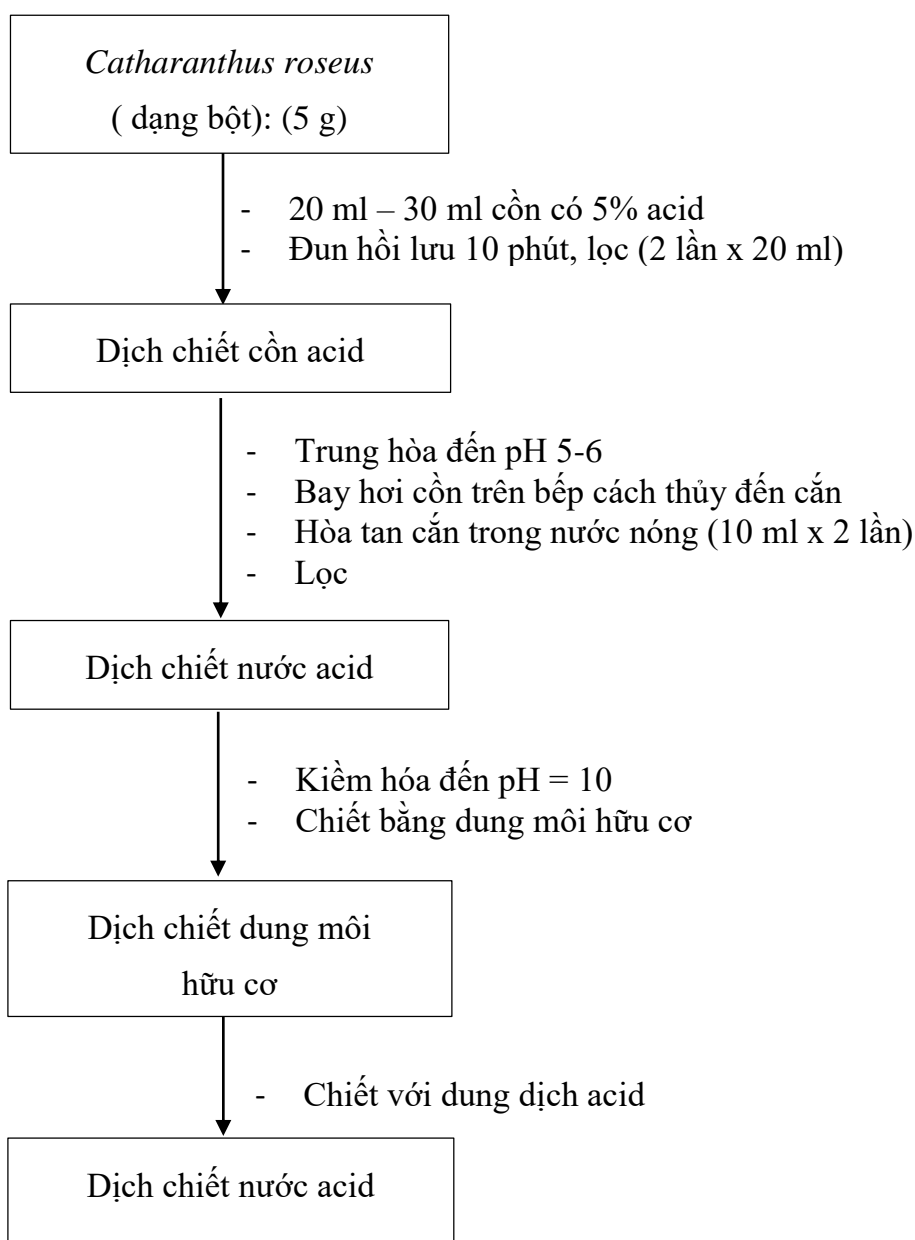 Catharanthus roseus
( dạng bột): (5 g)
- 20 ml – 30 ml cồn có 5% acid
- Đun hồi lưu 10 phút, lọc (2 lần x 20 ml)
Dịch chiết cồn acid
- Trung hòa đến pH 5-6
- Bay hơi cồn trên bếp cách thủy đến cắn
- Hòa tan cắn trong nước nóng (10 ml x 2 lần)
- Lọc
Dịch chiết nước acid
- Kiềm hóa đến pH = 10
- Chiết bằng dung môi hữu cơ
Dịch chiết dung môi
hữu cơ
- Chiết với dung dịch acid
Dịch chiết nước acid